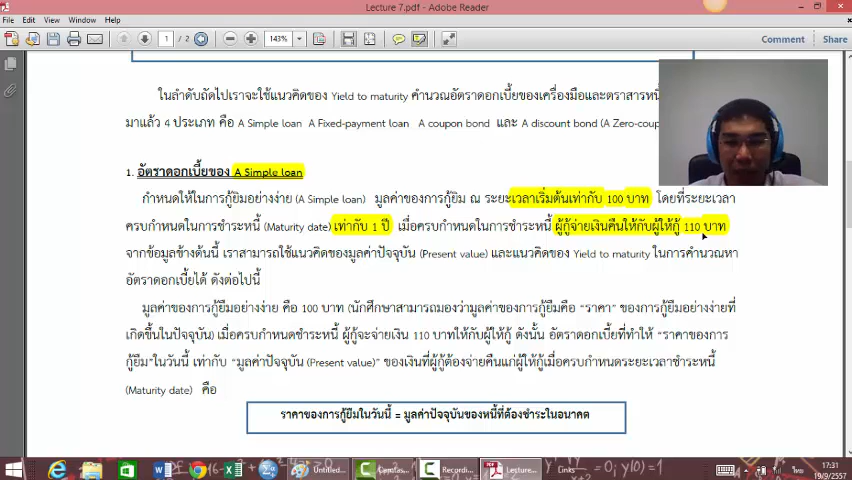 Lecture 7.pdf - Adobe Reader
File Edit View Window Help
1 / 2 143% Comment Share
ในลำดับถัดไปเราจะใช้แนวคิดของ Yield to maturity คำนวณอัตราดอกเบี้ยของเครื่องมือและตราสารหนี้
มาแล้ว 4 ประเภท คือ A Simple loan A Fixed-payment loan A coupon bond และ A discount bond (A Zero-coup
1. อัตราดอกเบี้ยของ A Simple loan
กำหนดให้ในการกู้ยืมอย่างง่าย (A Simple loan) มูลค่าของการกู้ยืม ณ ระยะเวลาเริ่มต้นเท่ากับ 100 บาท โดยที่ระยะเวลา
ครบกำหนดในการชำระหนี้ (Maturity date) เท่ากับ 1 ปี เมื่อครบกำหนดในการชำระหนี้ ผู้กู้จ่ายเงินคืนให้กับผู้ให้กู้ 110 บาท
จากข้อมูลข้างต้นนี้ เราสามารถใช้แนวคิดของมูลค่าปัจจุบัน (Present value) และแนวคิดของ Yield to maturity ในการคำนวณหา
อัตราดอกเบี้ยได้ ดังต่อไปนี้
มูลค่าของการกู้ยืมอย่างง่าย คือ 100 บาท (นักศึกษาสามารถมองว่ามูลค่าของการกู้ยืมคือ "ราคา" ของการกู้ยืมอย่างง่ายที่
เกิดขึ้นในปัจจุบัน) เมื่อครบกำหนดชำระหนี้ ผู้กู้จะจ่ายเงิน 110 บาทให้กับผู้ให้กู้ ดังนั้น อัตราดอกเบี้ยที่ทำให้ "ราคาของการ
กู้ยืม"ในวันนี้ เท่ากับ "มูลค่าปัจจุบัน (Present value)" ของเงินที่ผู้กู้ต้องจ่ายคืนแก่ผู้ให้กู้เมื่อครบกำหนดระยะเวลาชำระหนี้
(Maturity date) คือ
ราคาของการกู้ยืมในวันนี้ = มูลค่าปัจจุบันของหนี้ที่ต้องชำระในอนาคต
Untitled... Camtas... Recordi... Lecture... Links ไทย 17:31
19/9/2557